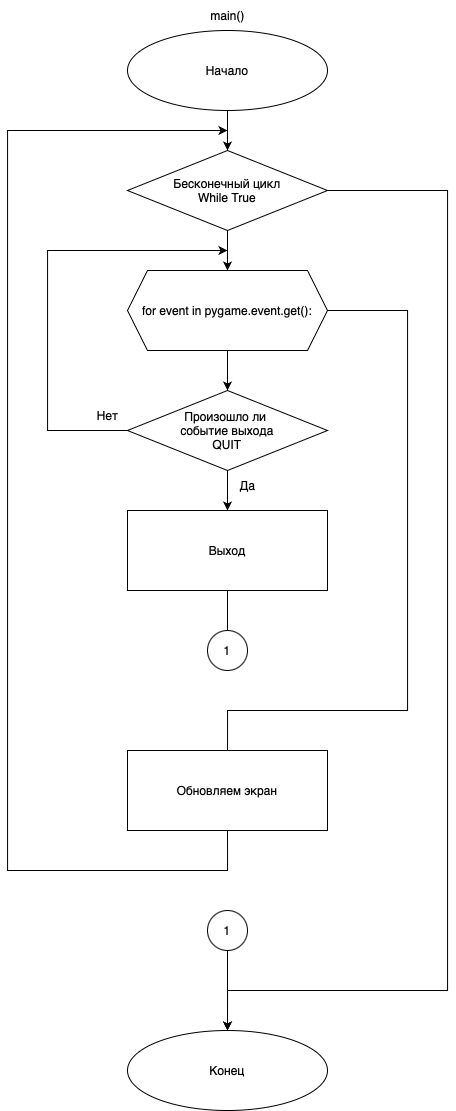 main()
Начало
Бесконечный цикл
While True
for event in pygame.event.get():
Нет
Произошло ли
событие выхода
QUIT
Да
Выход
1
Обновляем экран
1
Конец